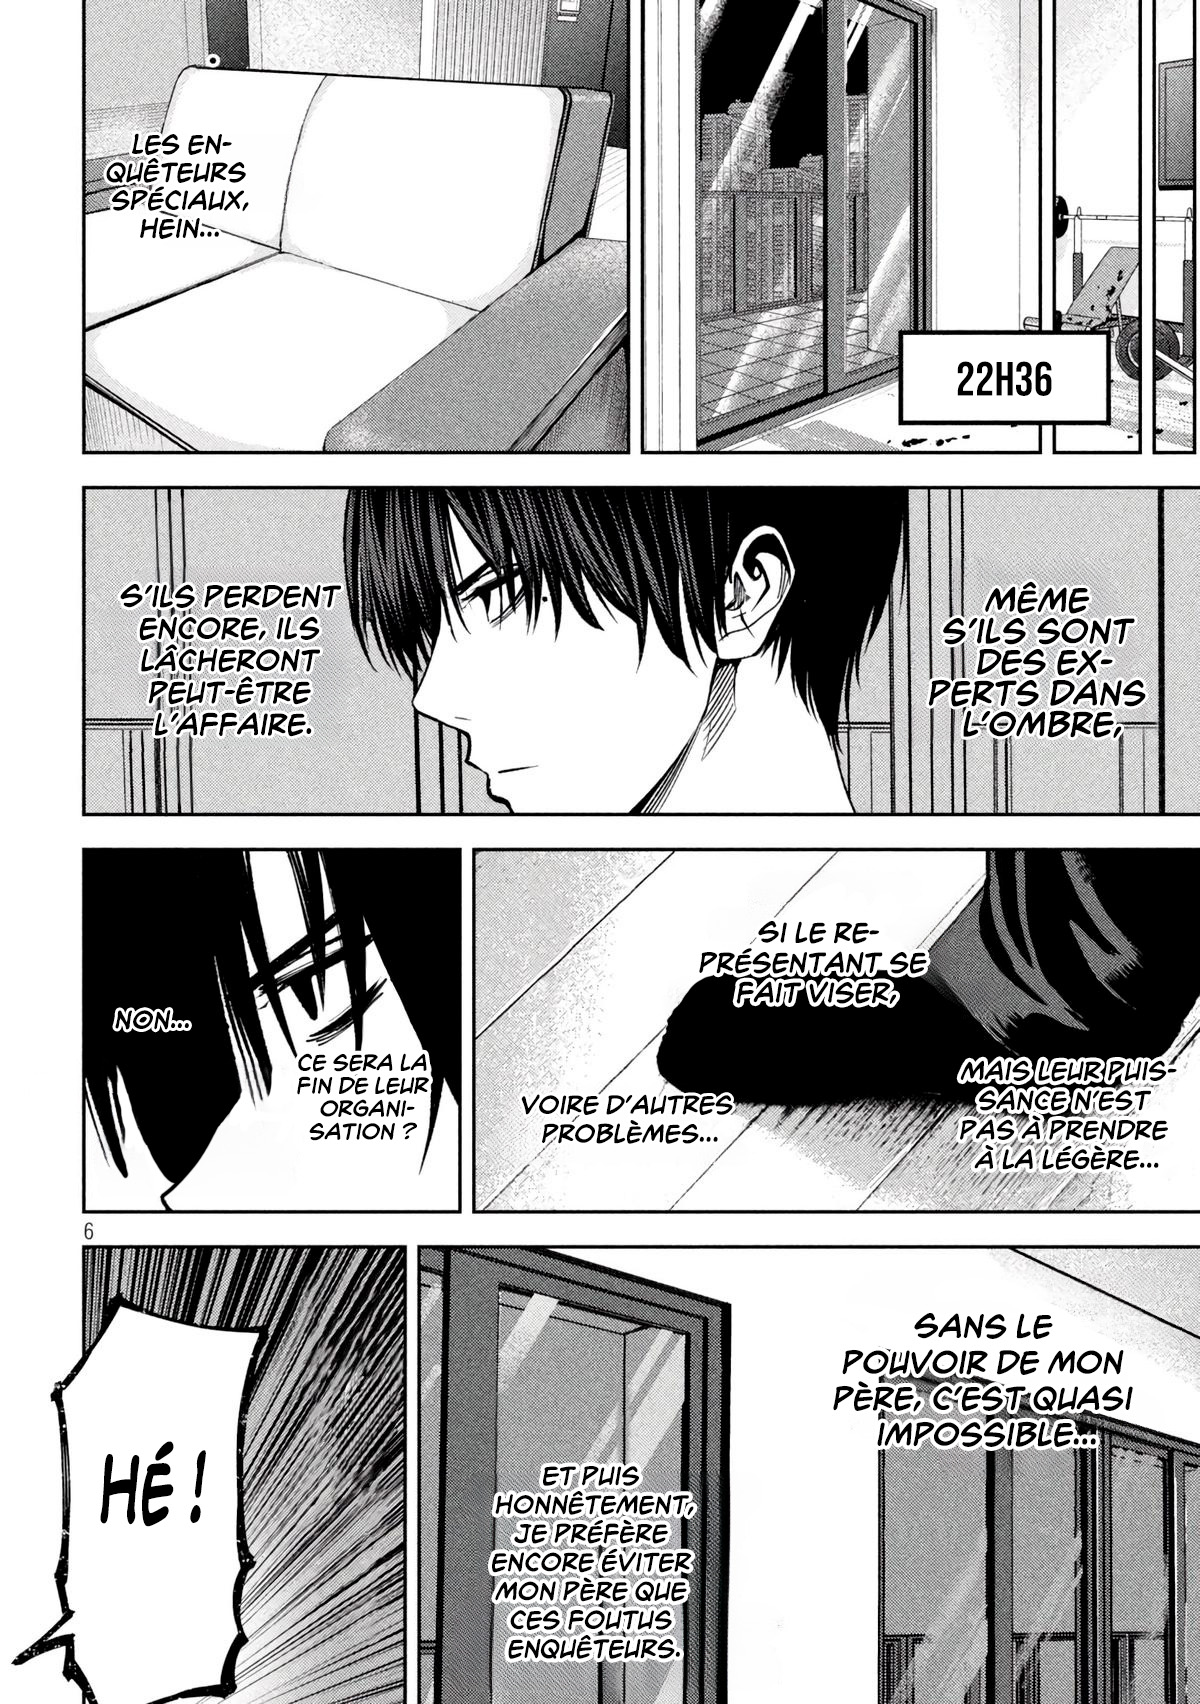 22H36
LES EN-
QUÊTEURS
SPÉCIAUX,
HEIN...
MÊME
S'ILS SONT
DES EX-
PERTS DANS
L'OMBRE,
S'ILS PERDENT
ENCORE, ILS
LÂCHERONT
PEUT-ÊTRE
L'AFFAIRE.
MAIS LEUR PUIS-
SANCE N'EST
PAS À PRENDRE
À LA LÉGÈRE...
SI LE RE-
PRÉSENTANT SE
FAIT VISER,
VOIRE D'AUTRES
PROBLÈMES...
CE SERA LA
FIN DE LEUR
ORGANI-
SATION ?
NON...
6
SANS LE
POUVOIR DE MON
PÈRE, C'EST QUASI
IMPOSSIBLE...
ET PUIS
HONNÊTEMENT,
JE PRÉFÈRE
ENCORE ÉVITER
MON PÈRE QUE
CES FOUTUS
ENQUÊTEURS.
HÉ !